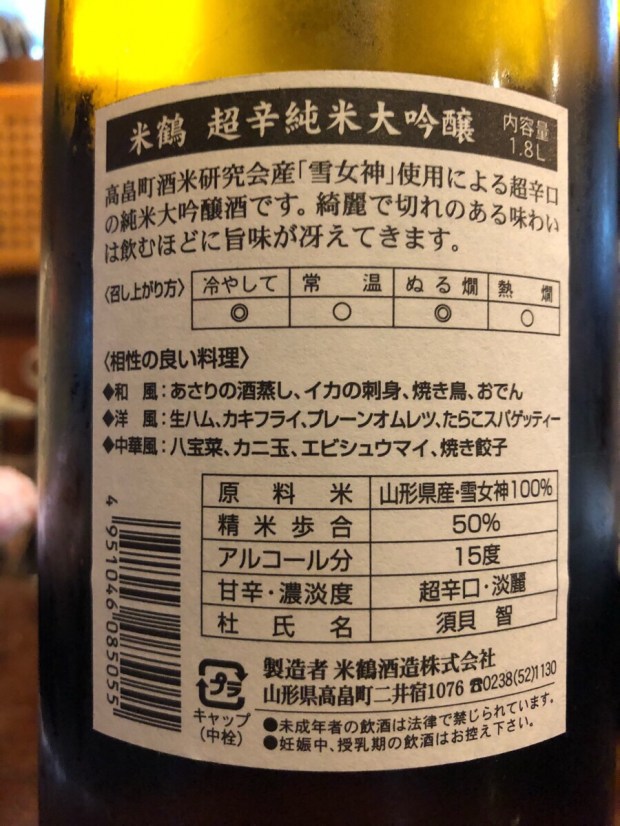 米鶴 超辛純米大吟醸 内容量 1.8L
高畠町酒米研究会産「雪女神」使用による超辛口
の純米大吟醸酒です。綺麗で切れのある味わい
は飲むほどに旨味が冴えてきます。
〈召し上がり方〉 冷やして 常温 ぬる燗 熱燗
◎ ○ ◎ ○
〈相性の良い料理〉
◆和 風：あさりの酒蒸し、イカの刺身、焼き鳥、おでん
◆洋 風：生ハム、カキフライ、プレーンオムレツ、たらこスパゲッティー
◆中華風：八宝菜、カニ玉、エビシュウマイ、焼き餃子
原料米 山形県産・雪女神100%
精米歩合 50%
アルコール分 15度
甘辛・濃淡度 超辛口・淡麗
杜氏名 須貝 智
4 951046 085055
プラ
キャップ
(中栓)
製造者 米鶴酒造株式会社
山形県高畠町二井宿1076 ☎0238(52)1130
●未成年者の飲酒は法律で禁じられています。
●妊娠中、授乳期の飲酒はお控え下さい。